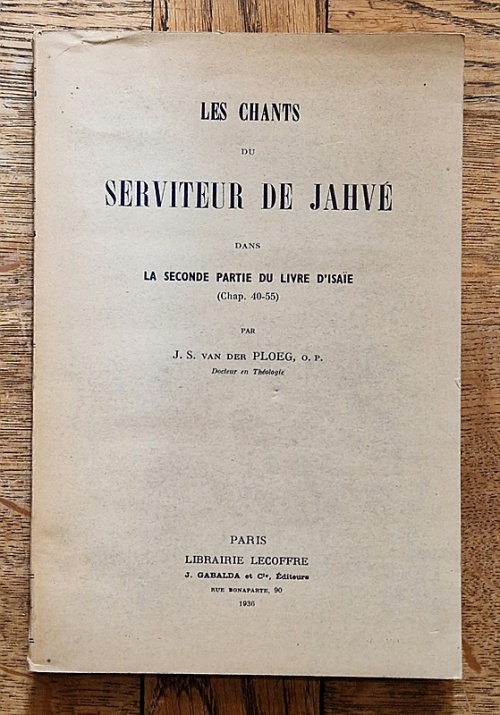 LES CHANTS
DU
SERVITEUR DE JAHVÉ
DANS
LA SECONDE PARTIE DU LIVRE D'ISAÏE
(Chap. 40-55)
PAR
J. S. VAN DER PLOEG, O. P.
Docteur en Théologie
PARIS
LIBRAIRIE LECOFFRE
J. GABALDA et Cie, Éditeurs
RUE BONAPARTE, 90
1936